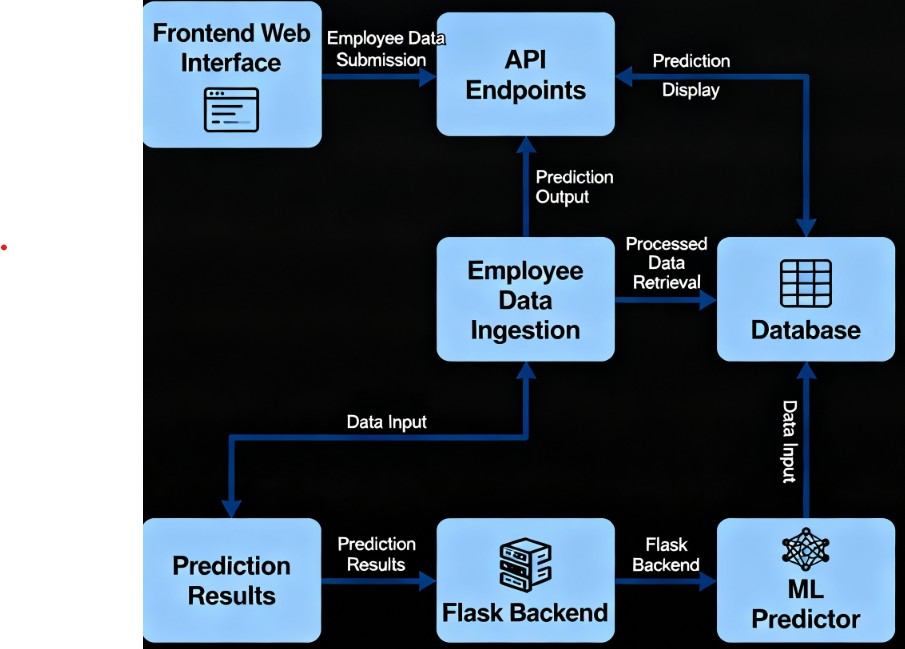 Frontend Web
Interface
Employee Data
Submission
API
Endpoints
Prediction
Display
Prediction
Output
Employee
Data
Ingestion
Processed
Data
Retrieval
Database
Data Input
Data Input
Prediction
Results
Prediction
Results
Flask Backend
Flask
Backend
ML
Predictor